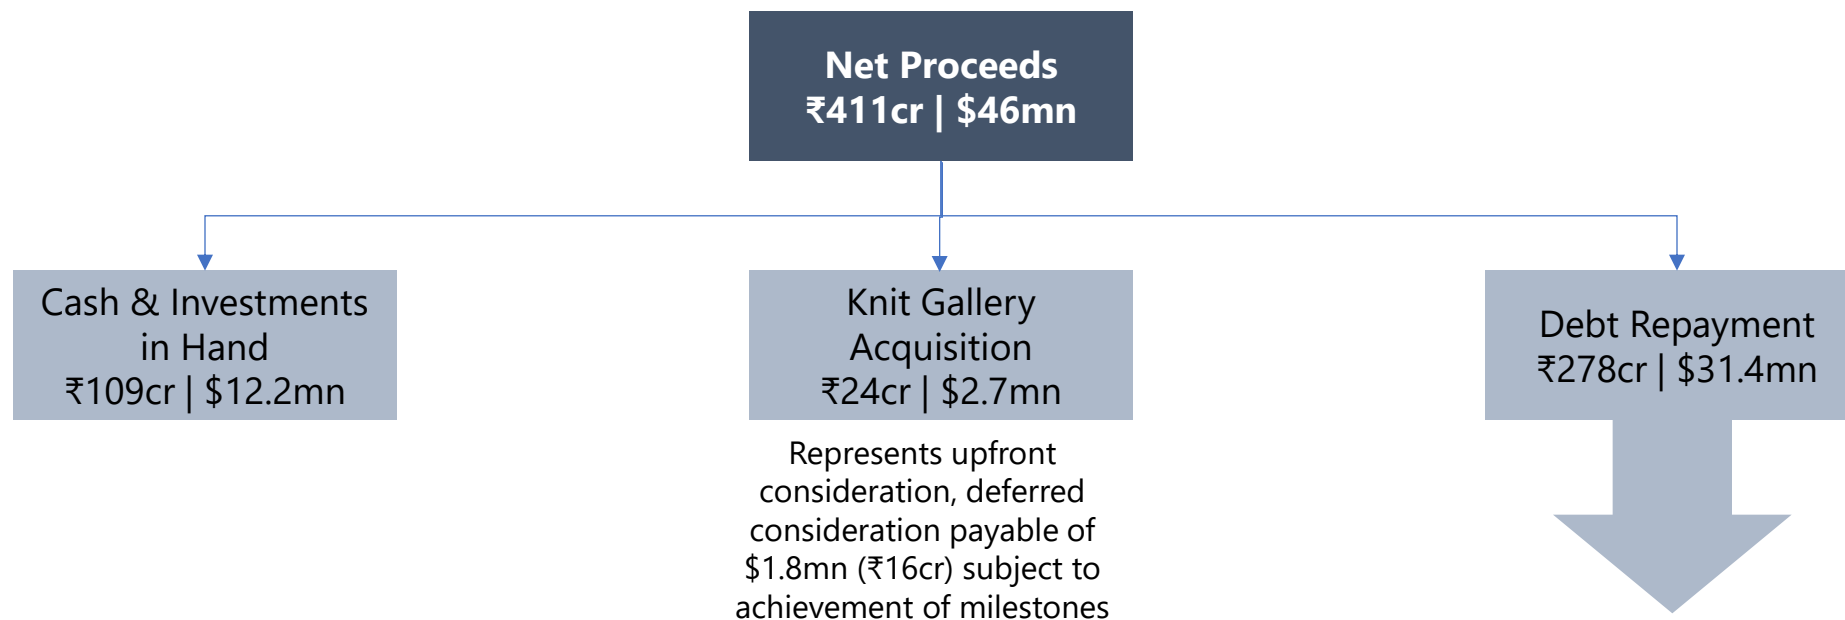 Net Proceeds
₹411cr | $46mn
Cash & Investments
in Hand
₹109cr | $12.2mn
Knit Gallery
Acquisition
₹24cr | $2.7mn
Represents upfront
consideration, deferred
consideration payable of
$1.8mn (₹16cr) subject to
achievement of milestones
Debt Repayment
₹278cr | $31.4mn